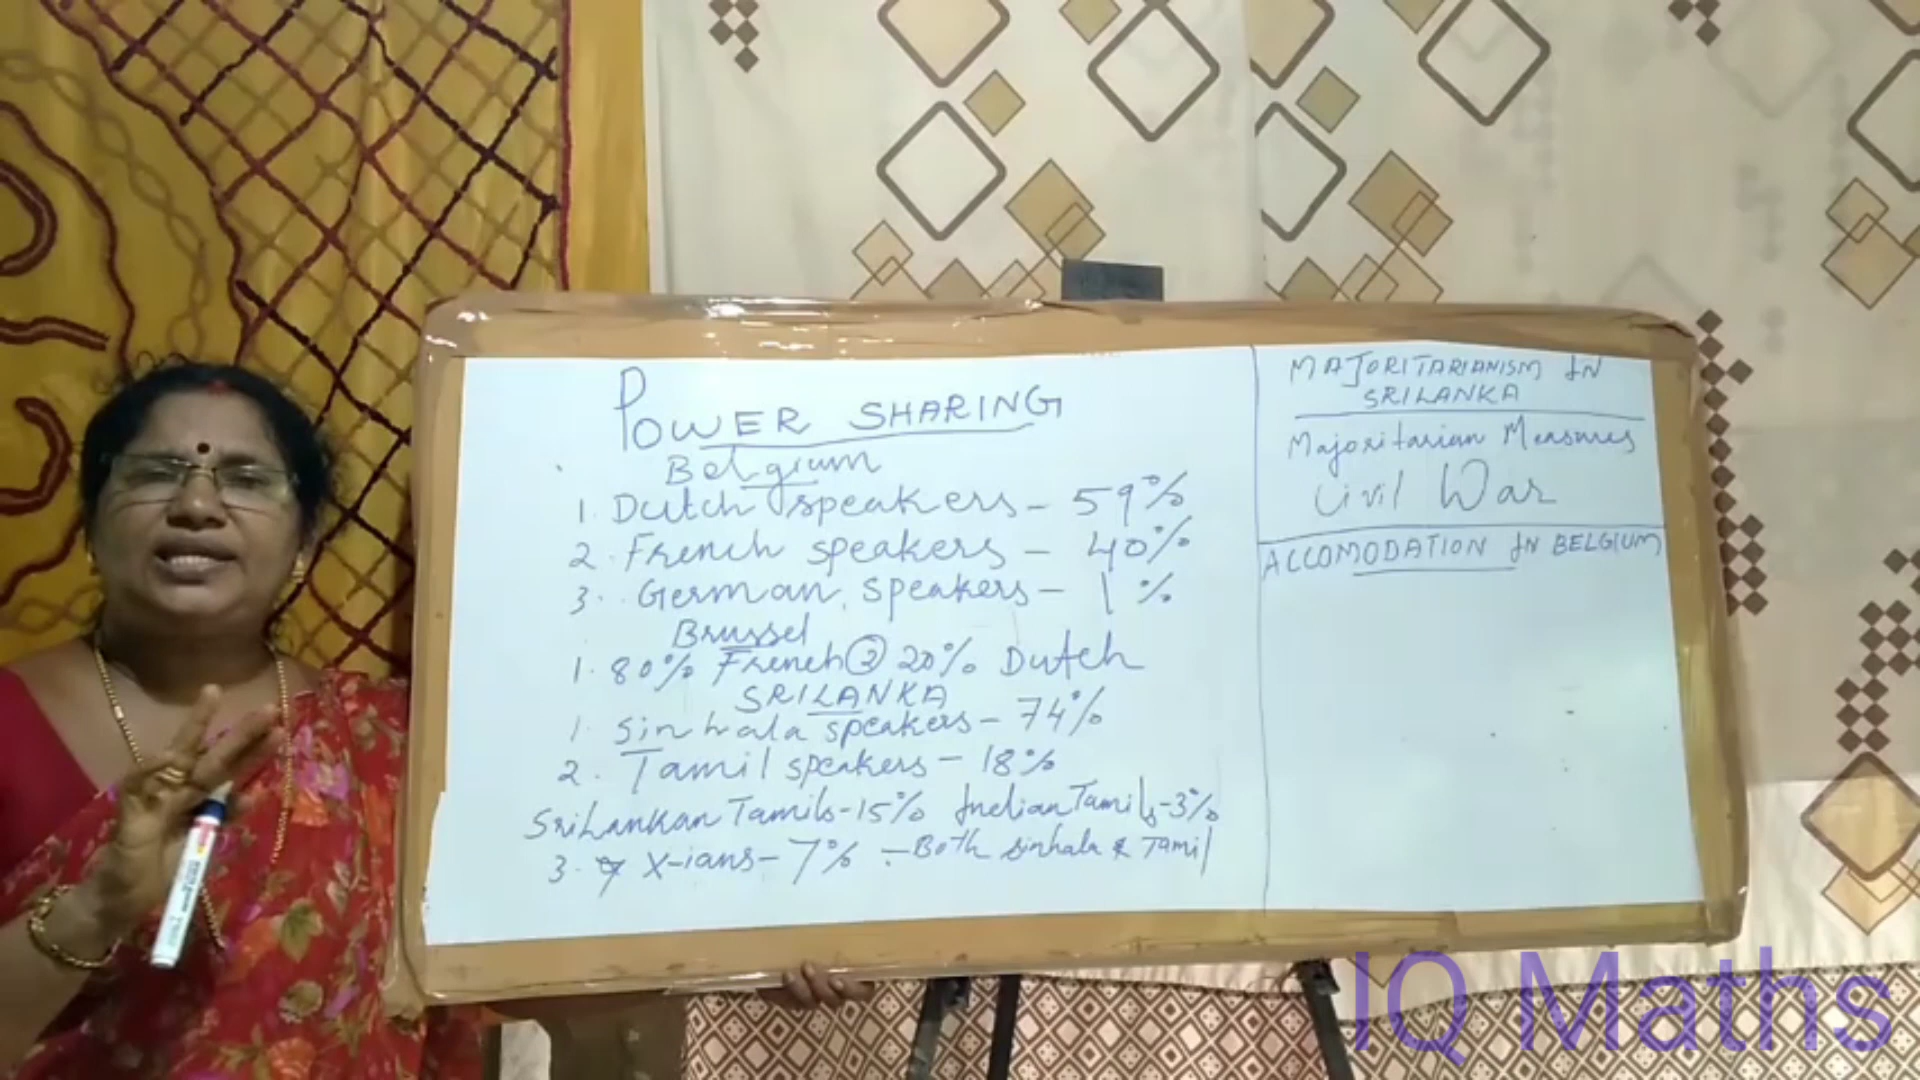 POWER SHARING
Belgium
1. Dutch speakers - 59%
2. French speakers - 40%
3. German speakers - 1%
Brussel
1. 80% French ② 20% Dutch
SRILANKA
1. Sinhala speakers - 74%
2. Tamil speakers - 18%
SriLankan Tamils - 15% Indian Tamils - 3%
3. X-ians - 7% - Both Sinhala & Tamil
MAJORITARIANISM IN
SRILANKA
Majoritarian Measures
Civil War
ACCOMODATION IN BELGIUM
IQ Maths